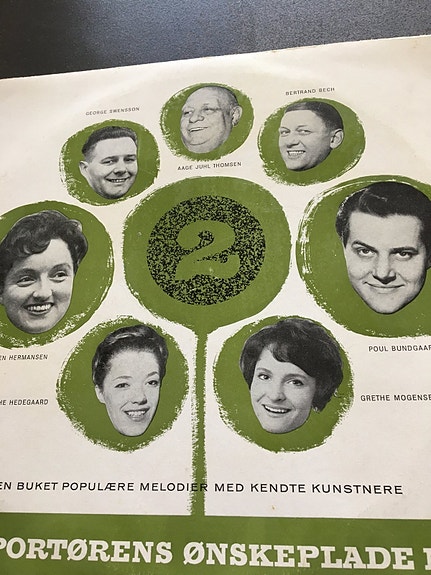 GEORGE SWENSSON
AAGE JUHL THOMSEN
BERTRAND BECH
2
EN HERMANSEN
POUL BUNDGAAR
HE HEDEGAARD
GRETHE MOGENSE
EN BUKET POPULÆRE MELODIER MED KENDTE KUNSTNERE
PORTØRENS ØNSKEPLADE